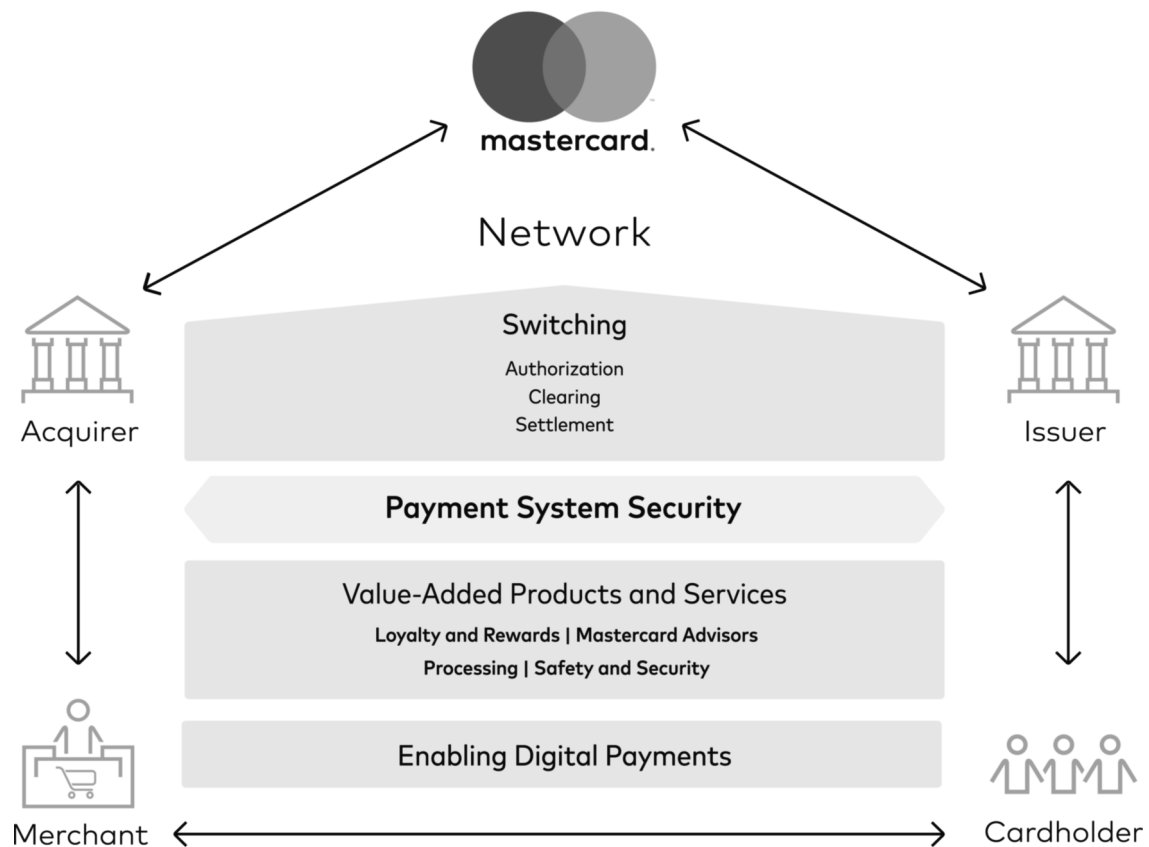 mastercard.
Network
Switching
Authorization
Clearing
Settlement
Acquirer
Issuer
Payment System Security
Value-Added Products and Services
Loyalty and Rewards | Mastercard Advisors
Processing | Safety and Security
Enabling Digital Payments
Merchant
Cardholder